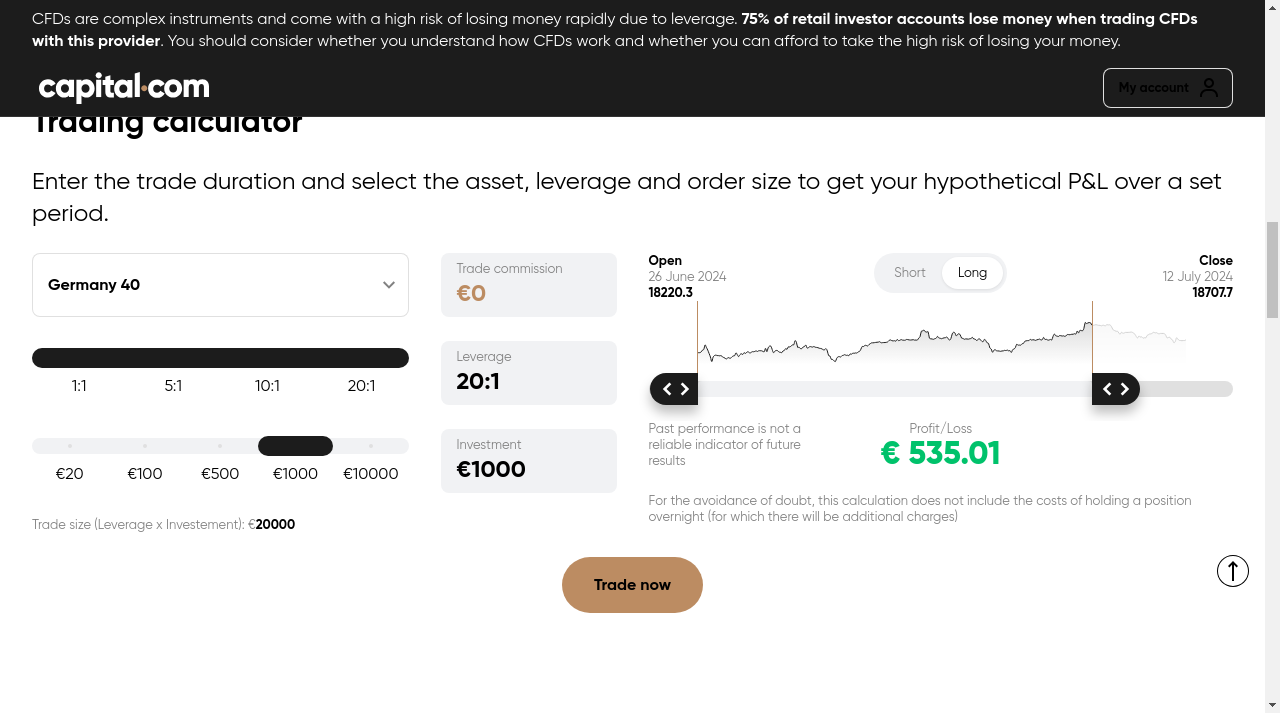 CFDs are complex instruments and come with a high risk of losing money rapidly due to leverage. 75% of retail investor accounts lose money when trading CFDs
with this provider. You should consider whether you understand how CFDs work and whether you can afford to take the high risk of losing your money.
capital.com
My account
Trading calculator
Enter the trade duration and select the asset, leverage and order size to get your hypothetical P&L over a set
period.
Germany 40
1:1 5:1 10:1 20:1
€20 €100 €500 €1000 €10000
Trade size (Leverage x Investement): €20000
Trade commission
€0
Leverage
20:1
Investment
€1000
Open
26 June 2024
18220.3
Short Long
Close
12 July 2024
18707.7
Past performance is not a
reliable indicator of future
results
Profit/Loss
€ 535.01
For the avoidance of doubt, this calculation does not include the costs of holding a position
overnight (for which there will be additional charges)
Trade now